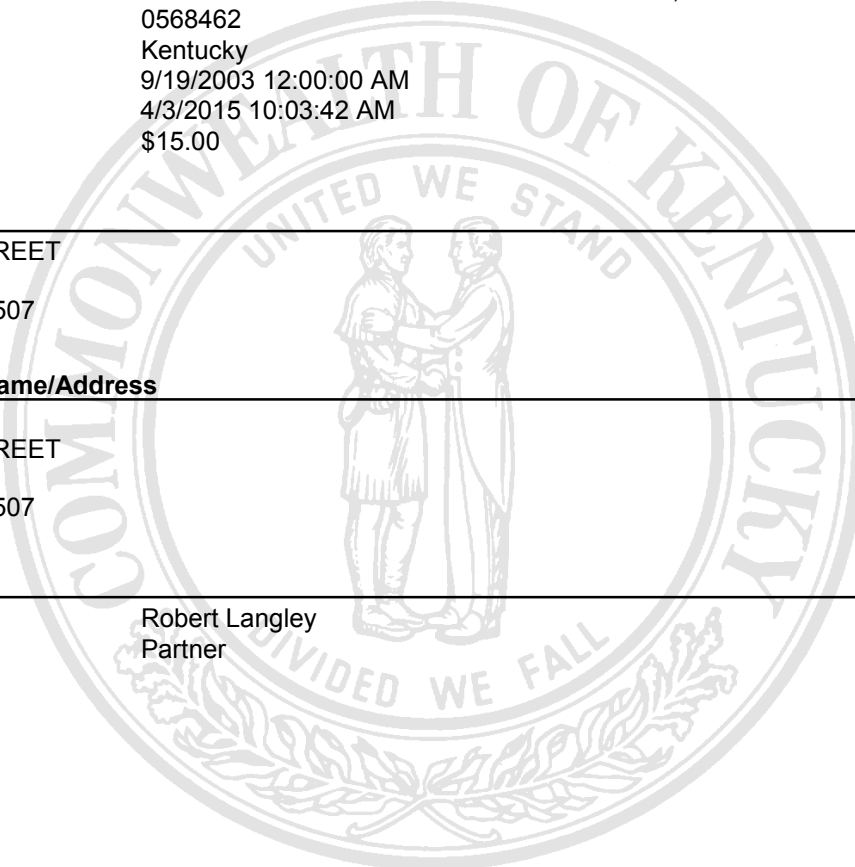 0568462
Kentucky
9/19/2003 12:00:00 AM
4/3/2015 10:03:42 AM
$15.00
REET
507
ame/Address
REET
507
Robert Langley
Partner
COMMONWEALTH OF KENTUCKY
UNITED WE STAND
DIVIDED WE FALL